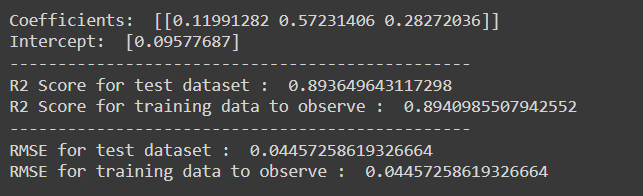 Coefficients:  [[0.11991282 0.57231406 0.28272036]]
Intercept:  [0.09577687]
-----------------------------------------------
R2 Score for test dataset :  0.893649643117298
R2 Score for training data to observe :  0.8940985507942552
-----------------------------------------------
RMSE for test dataset :  0.04457258619326664
RMSE for training data to observe :  0.04457258619326664